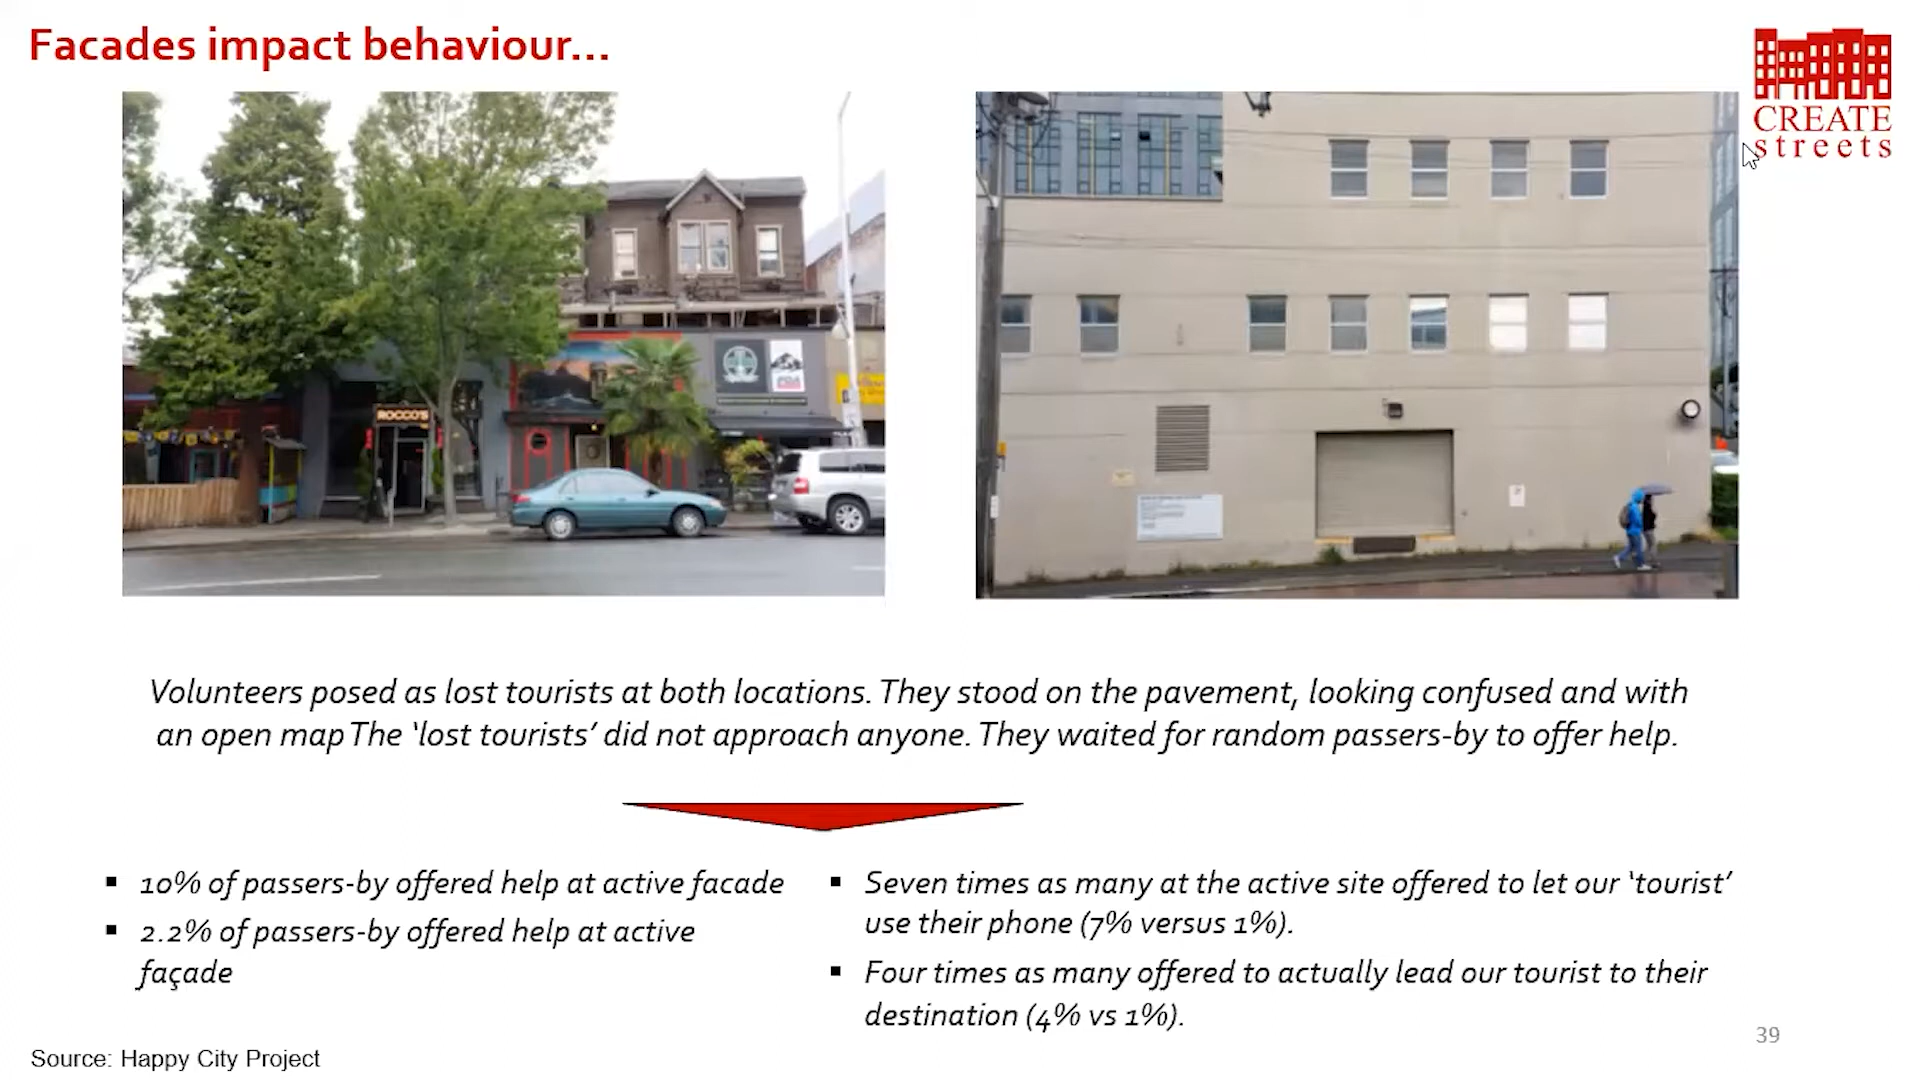 Facades impact behaviour...
CREATE
streets
ROCCO'S
Volunteers posed as lost tourists at both locations. They stood on the pavement, looking confused and with
an open map The ‘lost tourists’ did not approach anyone. They waited for random passers-by to offer help.
▪ 10% of passers-by offered help at active facade
▪ 2.2% of passers-by offered help at active
façade
▪ Seven times as many at the active site offered to let our ‘tourist’
use their phone (7% versus 1%).
▪ Four times as many offered to actually lead our tourist to their
destination (4% vs 1%).
39
Source: Happy City Project